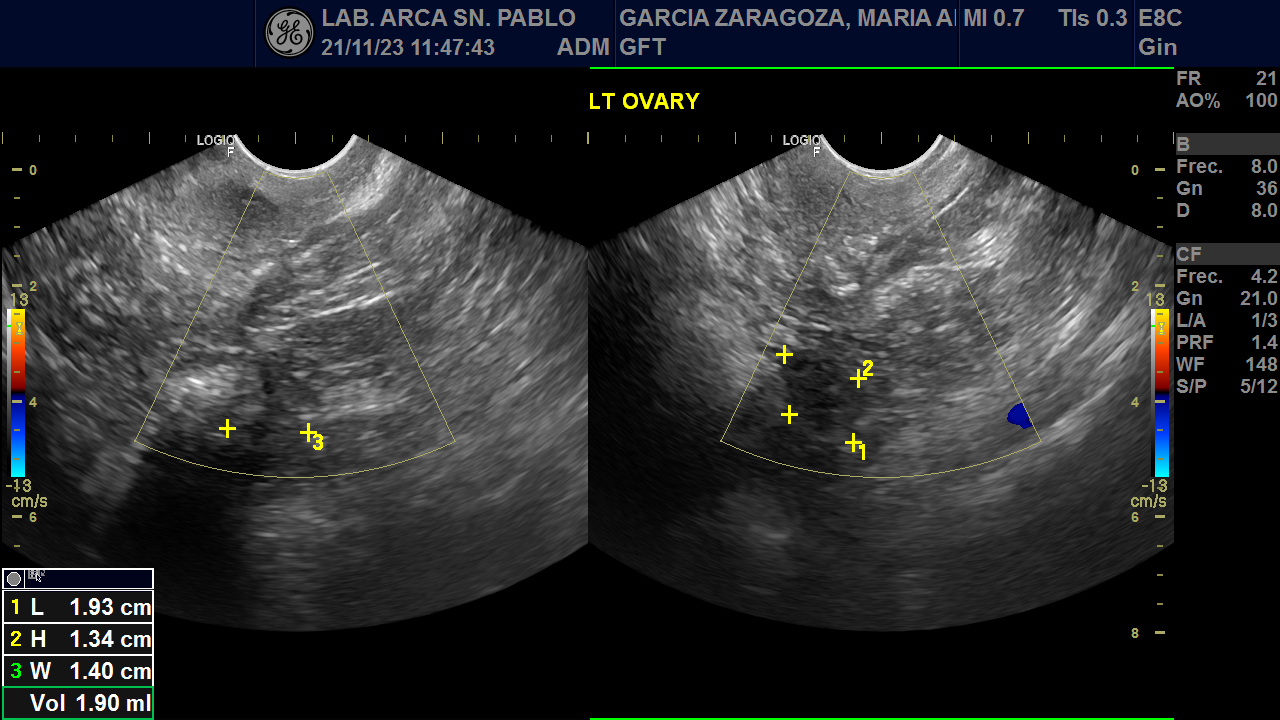 LAB. ARCA SN. PABLO
21/11/23 11:47:43 ADM
GARCIA ZARAGOZA, MARIA A
GFT
MI 0.7 TIs 0.3
E8C
Gin
LT OVARY
FR 21
AO% 100
B
Frec. 8.0
Gn 36
D 8.0
CF
Frec. 4.2
Gn 21.0
L/A 1/3
PRF 1.4
WF 148
S/P 5/12
LOGIQ
F
0
2
4
6
13
-13
cm/s
3
LOGIQ
F
0
2
4
6
8
13
-13
cm/s
2
1
1 L 1.93 cm
2 H 1.34 cm
3 W 1.40 cm
Vol 1.90 ml